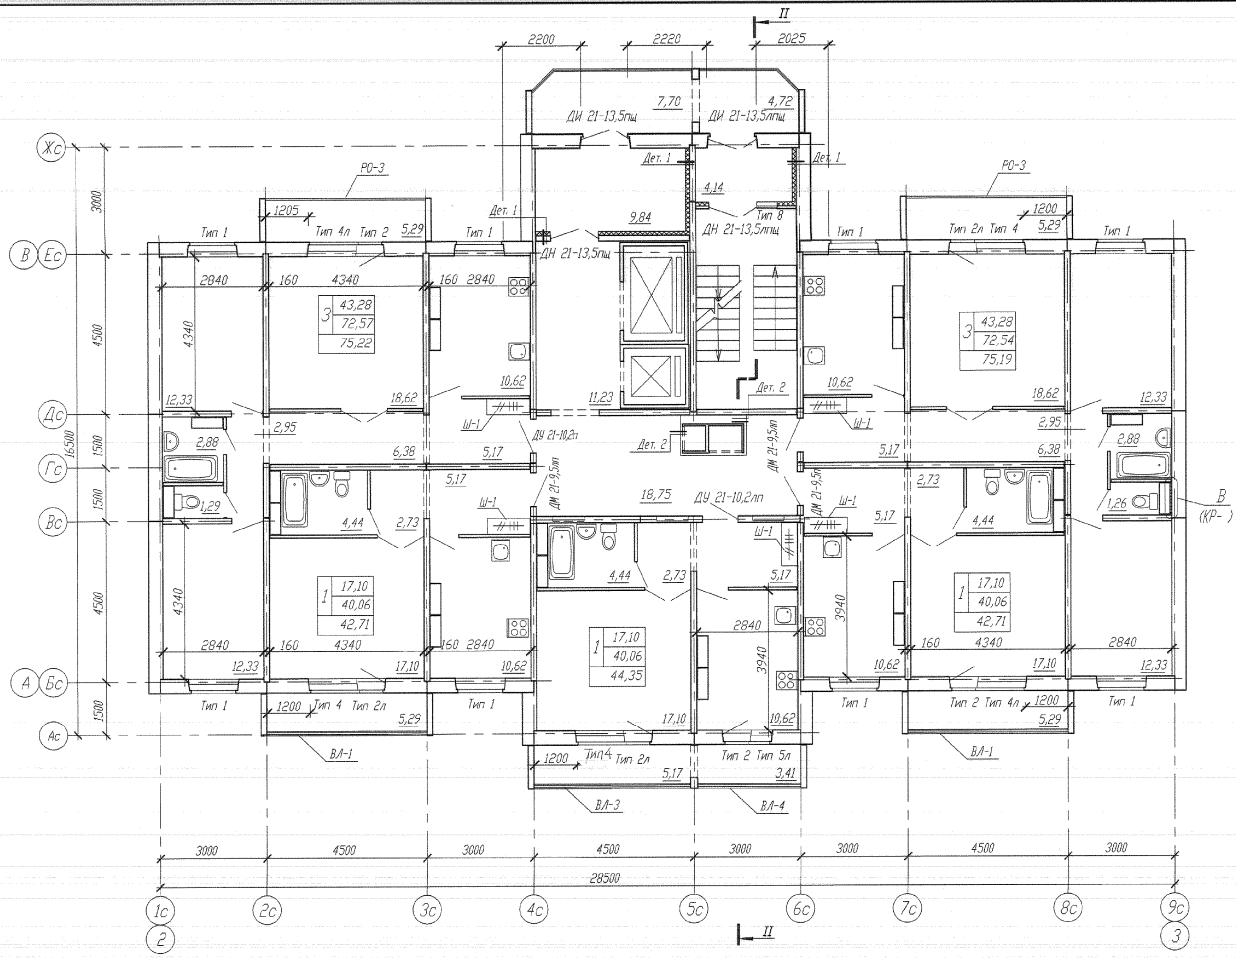 II
2200 2220 2025
7,70 4,72
ДИ 21-13,5пщ ДИ 21-13,5лпщ
Жс
Дет. 1 Дет. 1
РО-3 РО-3
3000
4,14
1205 Дет. 1 Тип 8 1200
9,84
Тип 1 Тип 4л Тип 2 5,29 Тип 1 ДН 21-13,5лпщ Тип 1 Тип 2л Тип 4 5,29 Тип 1
В Ес
ДН 21-13,5пщ
2840 160 4340 160 2840
3 43,28 72,57 75,22
3 43,28 72,54 75,19
4500 4340
12,33 18,62 10,62 11,23 Дет. 2 10,62 18,62 12,33
Дс
Ш-1 Ш-1
2,95 2,95
16500 1500
2,88 6,38 5,17 ДУ 21-10,2п Дет. 2 ДМ 21-9,5лп 5,17 6,38 2,88
Гс
5,17 2,73
1500
1,29 Ш-1 ДМ 21-9,5лп 18,75 ДУ 21-10,2лп ДМ 21-9,5п Ш-1 1,26 В
(КР- )
Вс
4,44 2,73 Ш-1 5,17 4,44
4,44 2,73 5,17
1 17,10 40,06 42,71
1 17,10 40,06 44,35
1 17,10 40,06 42,71
4500 4340 3940 3940
2840 160 4340 160 2840 2840 160 4340 2840
12,33 17,10 10,62 10,62 17,10 12,33
А Бс
Тип 1 1200 Тип 4 Тип 2л Тип 1 Тип 1 Тип 2 Тип 4л 1200 Тип 1
1500
5,29 17,10 10,62 5,29
Ас
ВЛ-1 1200 Тип4 Тип 2л Тип 2 Тип 5л ВЛ-1
5,17 3,41
ВЛ-3 ВЛ-4
3000 4500 3000 4500 3000 3000 4500 3000
28500
1с 2с 3с 4с 5с 6с 7с 8с 9с
2 3
II